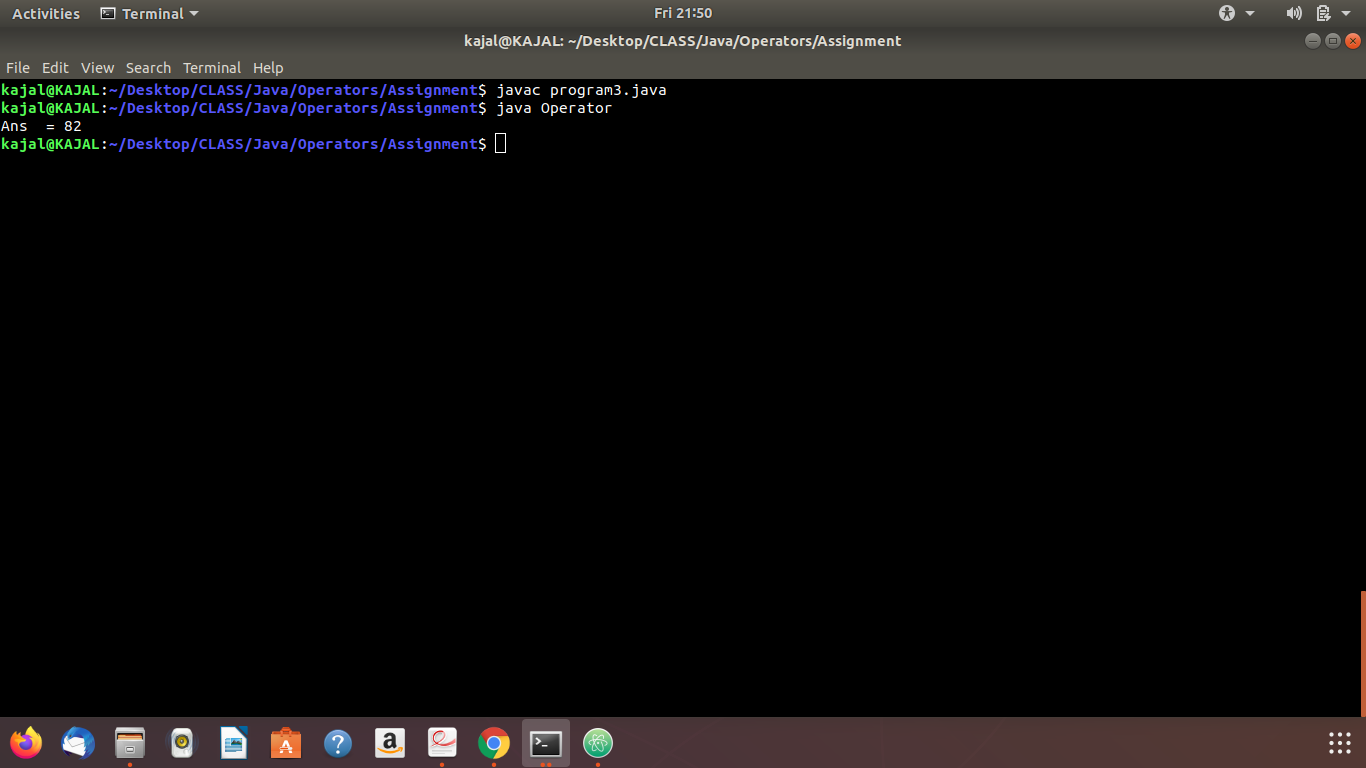 Activities Terminal Fri 21:50
kajal@KAJAL: ~/Desktop/CLASS/Java/Operators/Assignment
File Edit View Search Terminal Help
kajal@KAJAL:~/Desktop/CLASS/Java/Operators/Assignment$ javac program3.java
kajal@KAJAL:~/Desktop/CLASS/Java/Operators/Assignment$ java Operator
Ans  = 82
kajal@KAJAL:~/Desktop/CLASS/Java/Operators/Assignment$